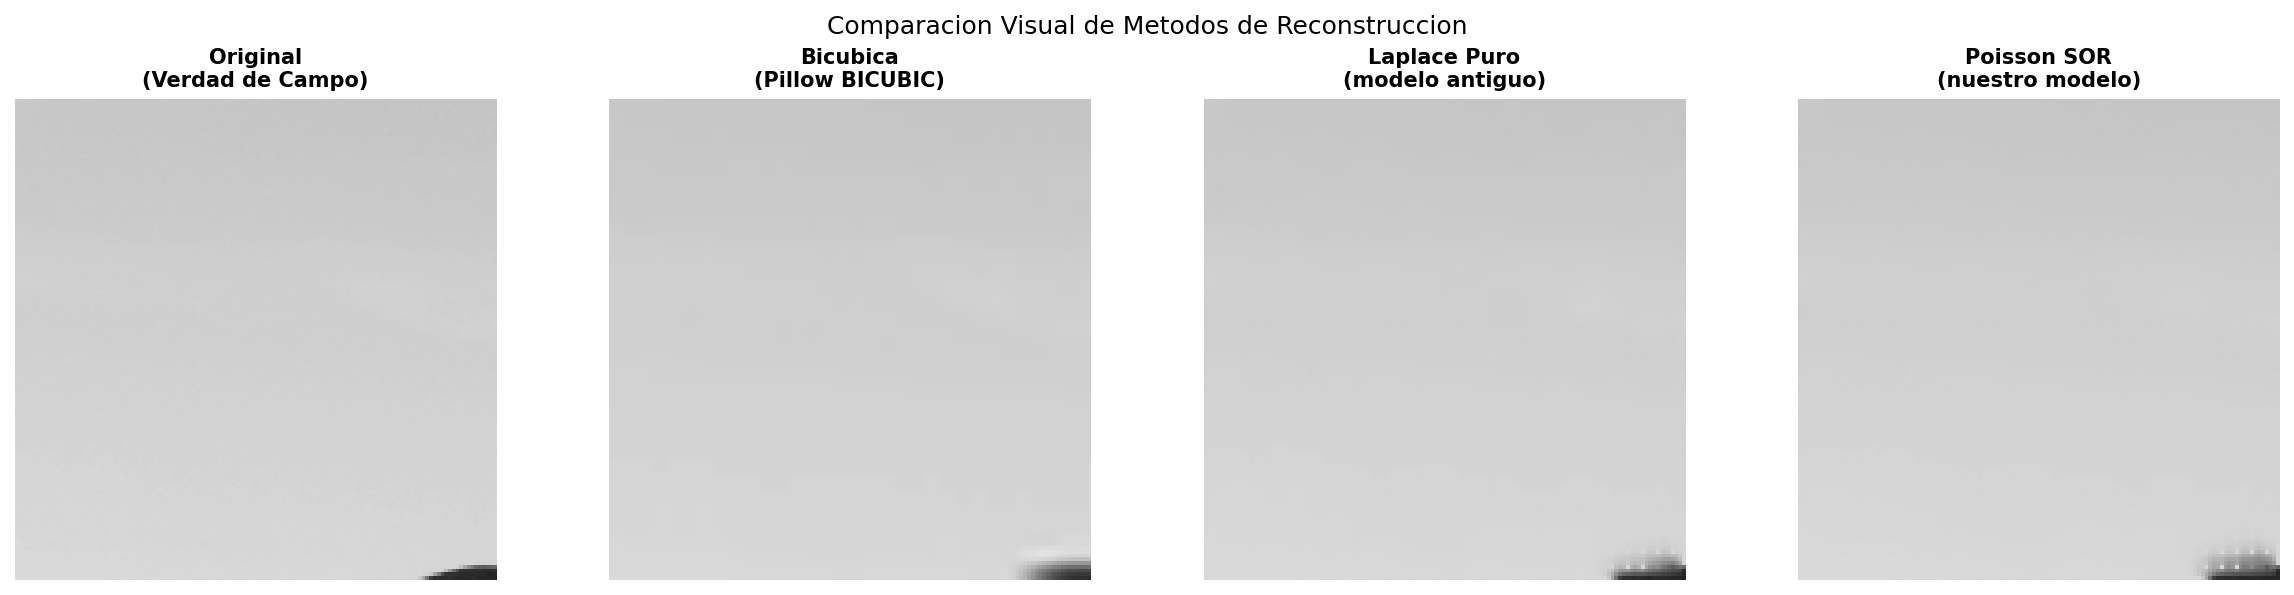 Comparacion Visual de Metodos de Reconstruccion
Original
(Verdad de Campo)
Bicubica
(Pillow BICUBIC)
Laplace Puro
(modelo antiguo)
Poisson SOR
(nuestro modelo)